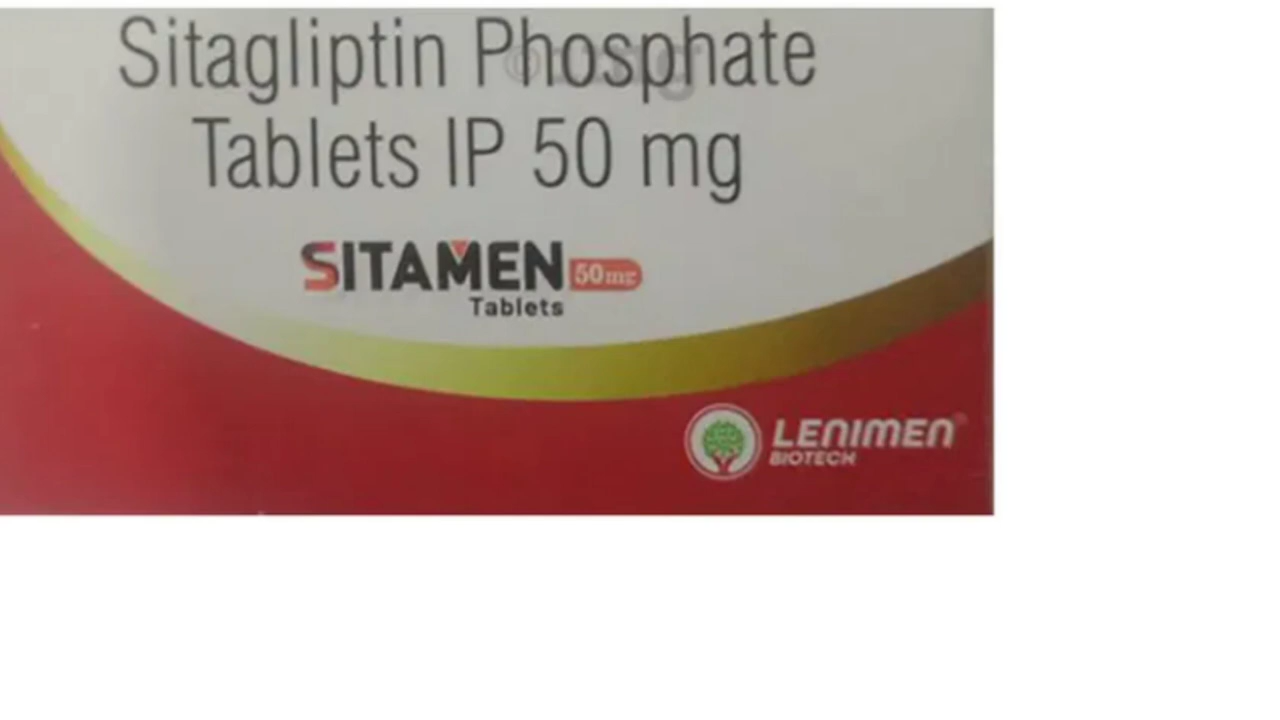 Sitagliptin Phosphate
Tablets IP 50 mg
SITAMEN 50mg
Tablets
LENIMEN
BIOTECH